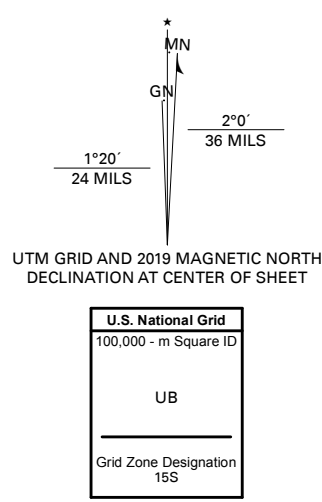 ★
MN
GN
2°0´
36 MILS
1°20´
24 MILS
UTM GRID AND 2019 MAGNETIC NORTH
DECLINATION AT CENTER OF SHEET
U.S. National Grid
100,000 - m Square ID
UB
Grid Zone Designation
15S